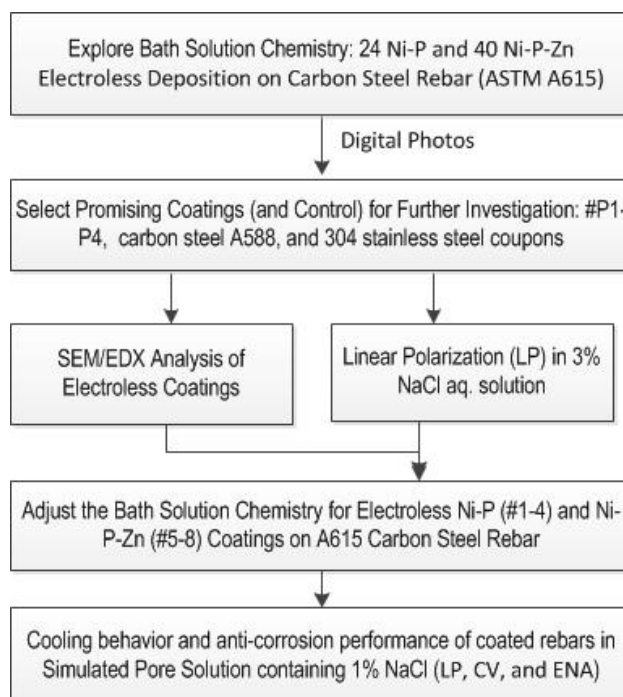 Explore Bath Solution Chemistry: 24 Ni-P and 40 Ni-P-Zn
Electroless Deposition on Carbon Steel Rebar (ASTM A615)
Digital Photos
Select Promising Coatings (and Control) for Further Investigation: #P1-
P4, carbon steel A588, and 304 stainless steel coupons
SEM/EDX Analysis of
Electroless Coatings
Linear Polarization (LP) in 3%
NaCl aq. solution
Adjust the Bath Solution Chemistry for Electroless Ni-P (#1-4) and Ni-
P-Zn (#5-8) Coatings on A615 Carbon Steel Rebar
Cooling behavior and anti-corrosion performance of coated rebars in
Simulated Pore Solution containing 1% NaCl (LP, CV, and ENA)